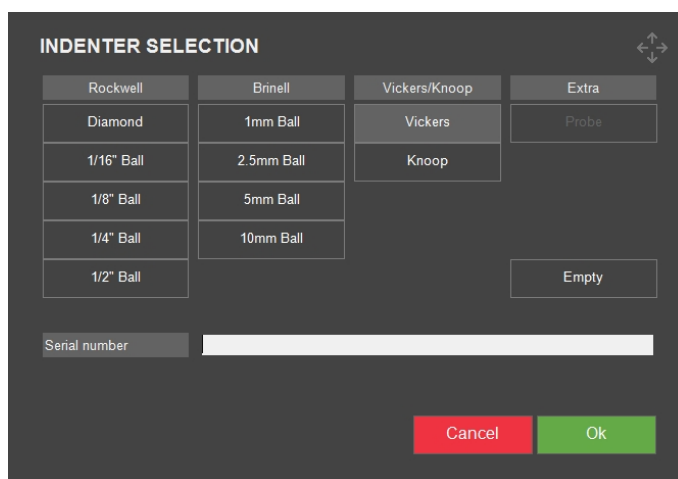 INDENTER SELECTION
Rockwell Brinell Vickers/Knoop Extra
Diamond 1mm Ball Vickers Probe
1/16" Ball 2.5mm Ball Knoop
1/8" Ball 5mm Ball
1/4" Ball 10mm Ball
1/2" Ball Empty
Serial number
Cancel Ok